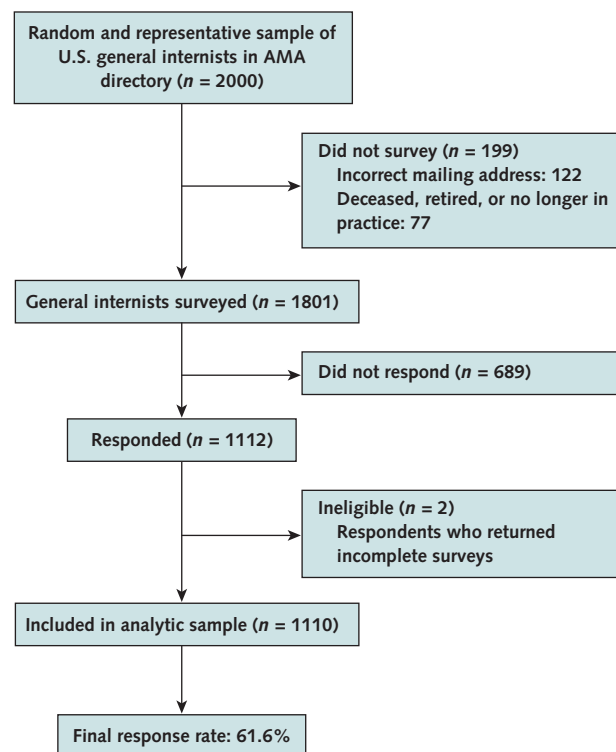 Random and representative sample of
U.S. general internists in AMA
directory (n = 2000)
Did not survey (n = 199)
Incorrect mailing address: 122
Deceased, retired, or no longer in
practice: 77
General internists surveyed (n = 1801)
Did not respond (n = 689)
Responded (n = 1112)
Ineligible (n = 2)
Respondents who returned
incomplete surveys
Included in analytic sample (n = 1110)
Final response rate: 61.6%